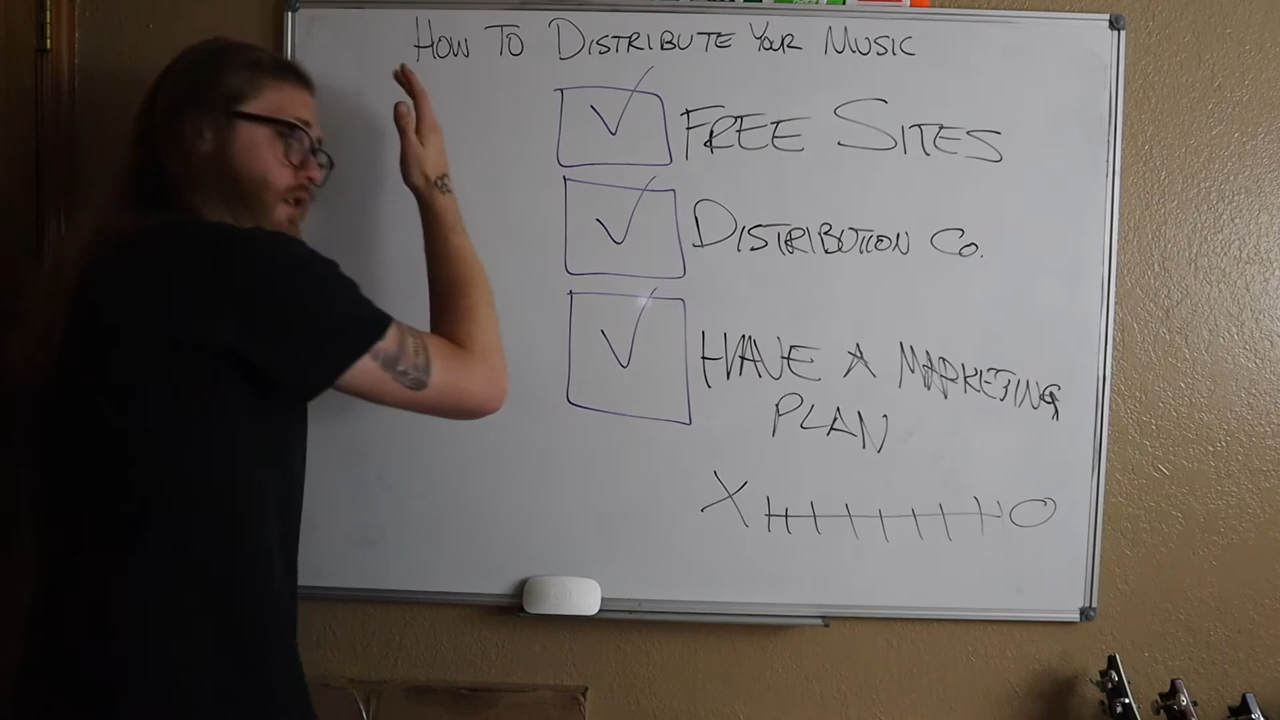 HOW TO DISTRIBUTE YOUR MUSIC
FREE SITES
DISTRIBUTION CO.
HAVE A MARKETING
PLAN
X O